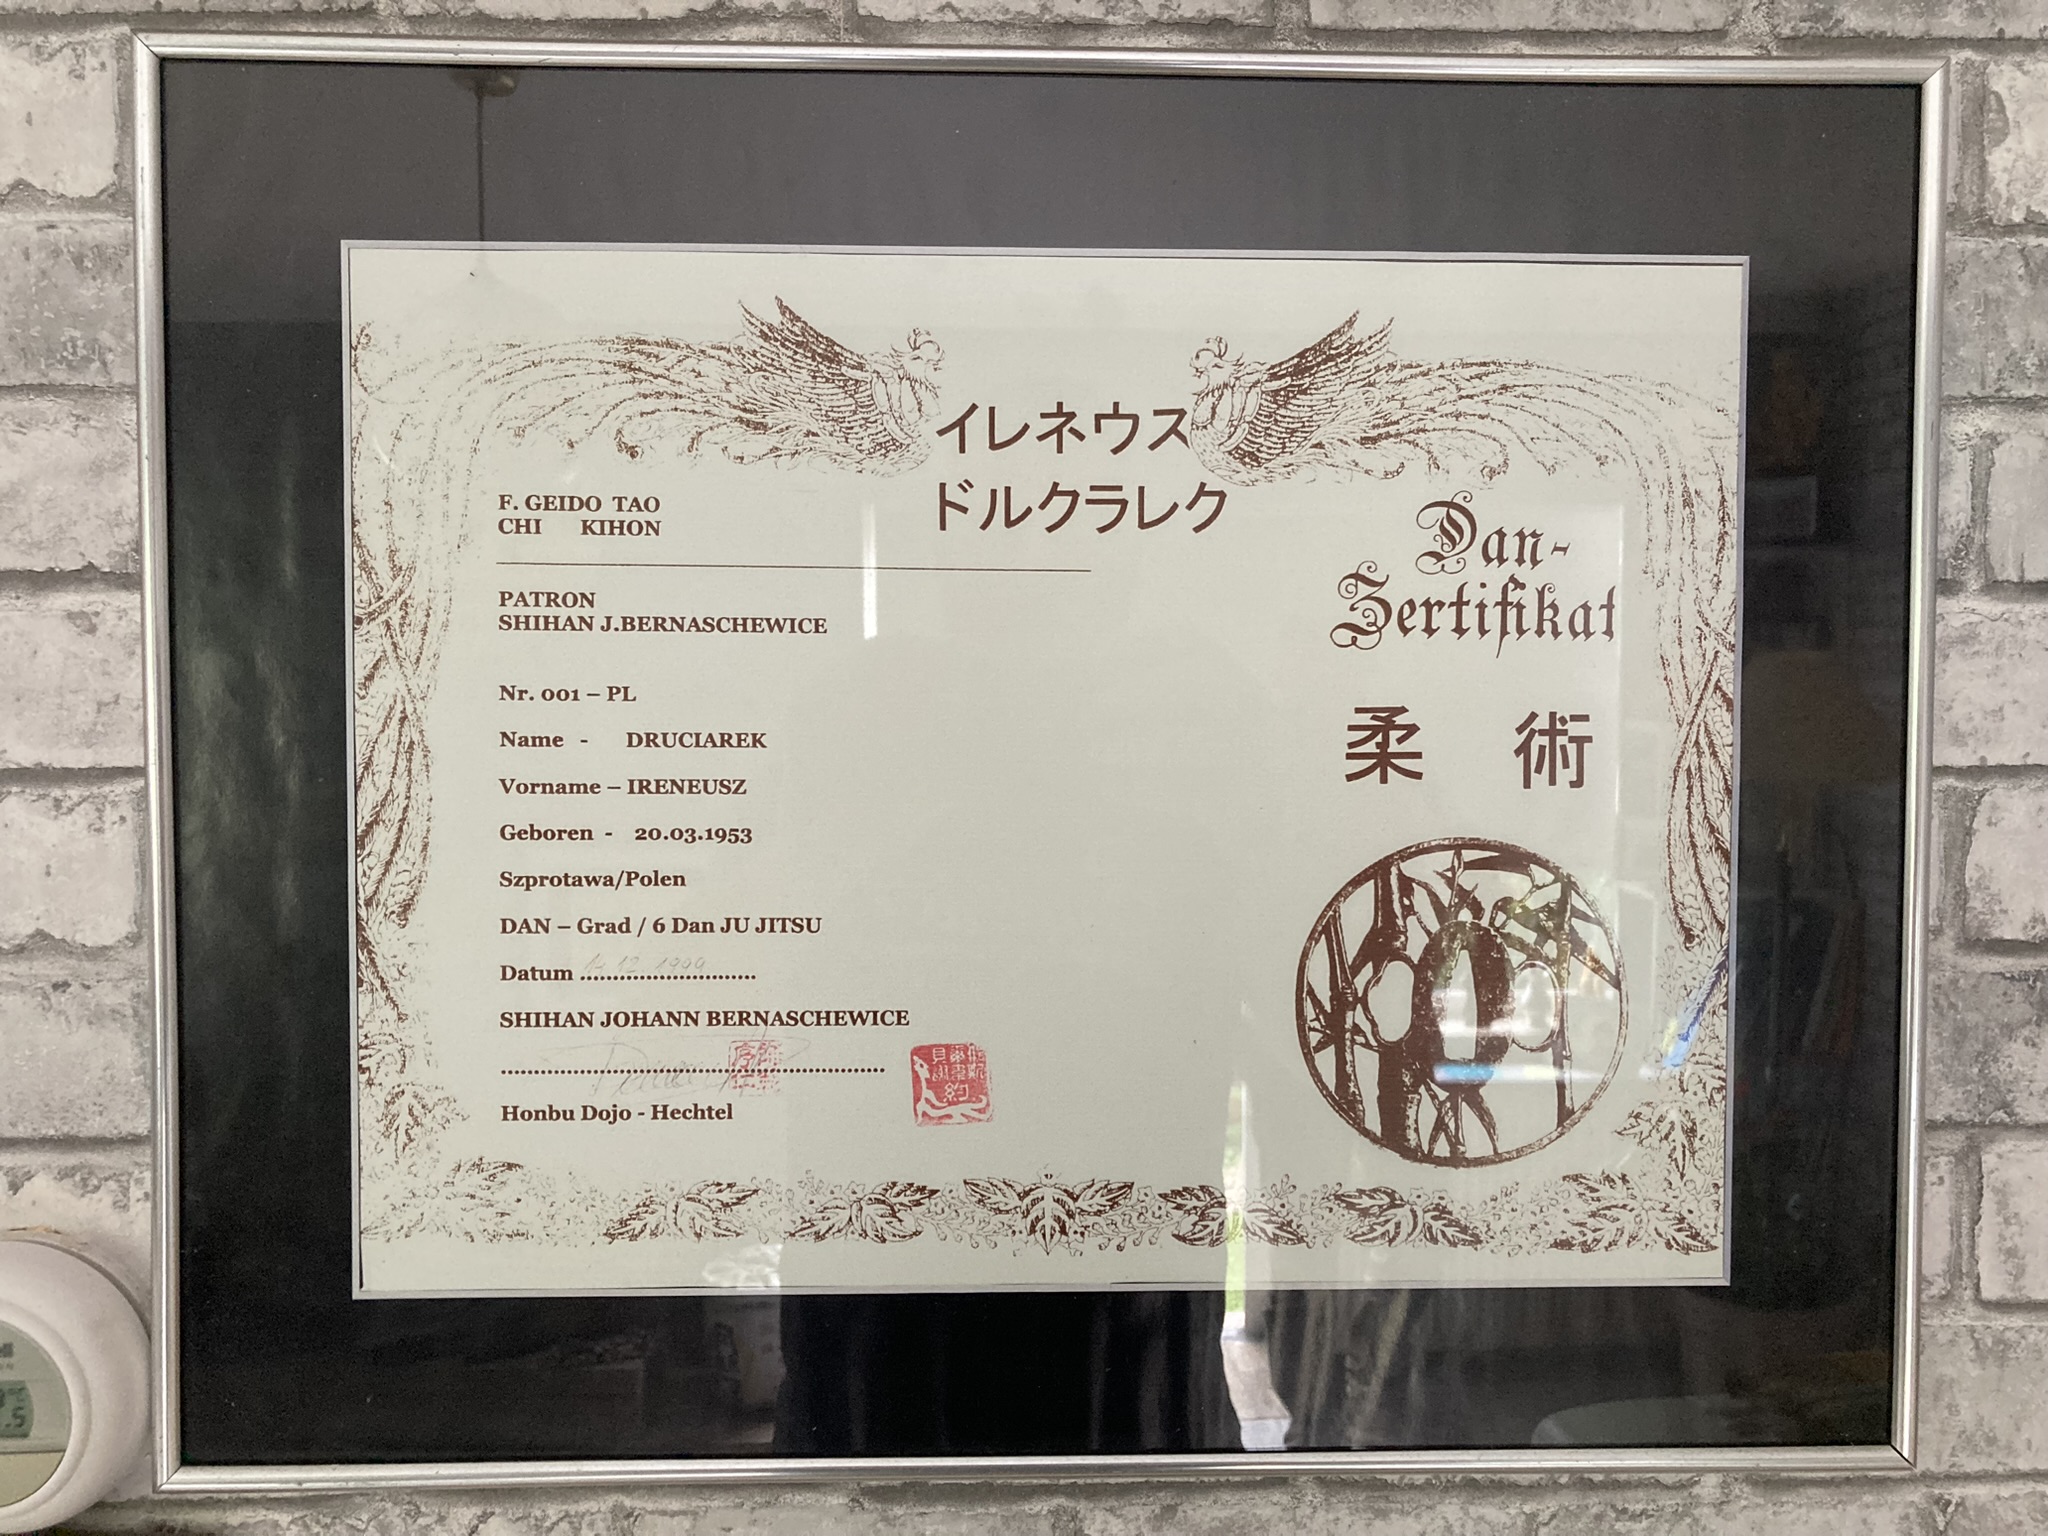 イレネウス
ドルクラレク
F. GEIDO TAO
CHI KIHON
PATRON
SHIHAN J.BERNASCHEWICE
Nr. 001 – PL
Name - DRUCIAREK
Vorname – IRENEUSZ
Geboren - 20.03.1953
Szprotawa/Polen
DAN – Grad / 6 Dan JU JITSU
Datum 12 1999
SHIHAN JOHANN BERNASCHEWICE
Honbu Dojo - Hechtel
Dan-
Zertifikat
柔 術